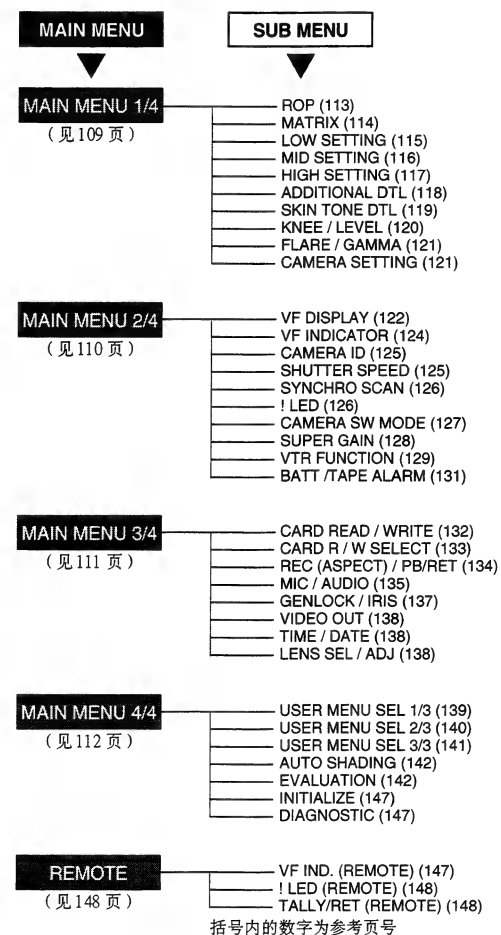 MAIN MENU
SUB MENU
MAIN MENU 1/4
(见109页)
ROP (113)
MATRIX (114)
LOW SETTING (115)
MID SETTING (116)
HIGH SETTING (117)
ADDITIONAL DTL (118)
SKIN TONE DTL (119)
KNEE / LEVEL (120)
FLARE / GAMMA (121)
CAMERA SETTING (121)
MAIN MENU 2/4
(见110页)
VF DISPLAY (122)
VF INDICATOR (124)
CAMERA ID (125)
SHUTTER SPEED (125)
SYNCHRO SCAN (126)
! LED (126)
CAMERA SW MODE (127)
SUPER GAIN (128)
VTR FUNCTION (129)
BATT /TAPE ALARM (131)
MAIN MENU 3/4
(见111页)
CARD READ / WRITE (132)
CARD R / W SELECT (133)
REC (ASPECT) / PB/RET (134)
MIC / AUDIO (135)
GENLOCK / IRIS (137)
VIDEO OUT (138)
TIME / DATE (138)
LENS SEL / ADJ (138)
MAIN MENU 4/4
(见112页)
USER MENU SEL 1/3 (139)
USER MENU SEL 2/3 (140)
USER MENU SEL 3/3 (141)
AUTO SHADING (142)
EVALUATION (142)
INITIALIZE (147)
DIAGNOSTIC (147)
REMOTE
(见148页)
VF IND. (REMOTE) (147)
! LED (REMOTE) (148)
TALLY/RET (REMOTE) (148)
括号内的数字为参考页号